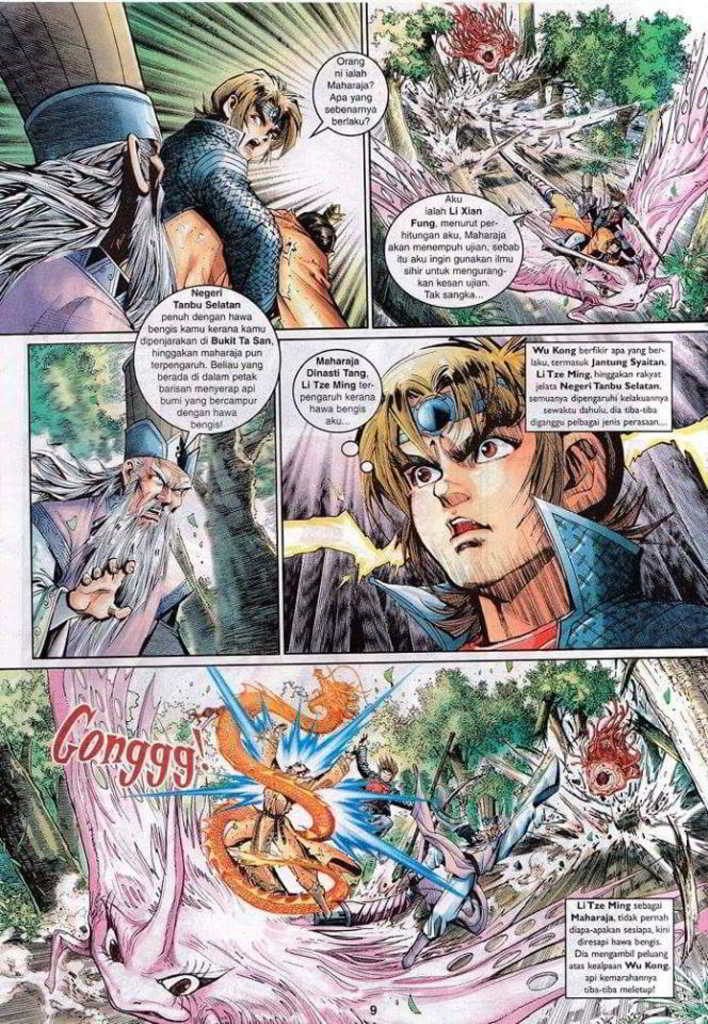 Orang
ni ialah
Maharaja?
Apa yang
sebenarnya
berlaku?
Aku
ialah Li Xian
Fung, menurut per-
hitungan aku, Maharaja
akan menempuh ujian, sebab
itu aku ingin gunakan ilmu
sihir untuk mengurang-
kan kesan ujian.
Tak sangka...
Negeri
Tanbu Selatan
penuh dengan hawa
bengis kamu kerana kamu
dipenjarakan di Bukit Ta San,
hinggakan maharaja pun
terpengaruh. Beliau yang
berada di dalam petak
barisan menyerap api
bumi yang bercampur
dengan hawa
bengis!
Maharaja
Dinasti Tang,
Li Tze Ming ter-
pengaruh kerana
hawa bengis
aku...
Wu Kong berfikir apa yang ber-
laku, termasuk Jantung Syaitan,
Li Tze Ming, hinggakan rakyat
jelata Negeri Tanbu Selatan,
semuanya dipengaruhi kelakuannya
sewaktu dahulu, dia tiba-tiba
diganggu pelbagai jenis perasaan....
Gonggg!
Li Tze Ming sebagai
Maharaja, tidak pernah
diapa-apakan sesiapa, kini
diresapi hawa bengis.
Dia mengambil peluang
atas kealpaan Wu Kong,
api kemarahannya
tiba-tiba meletup!
9